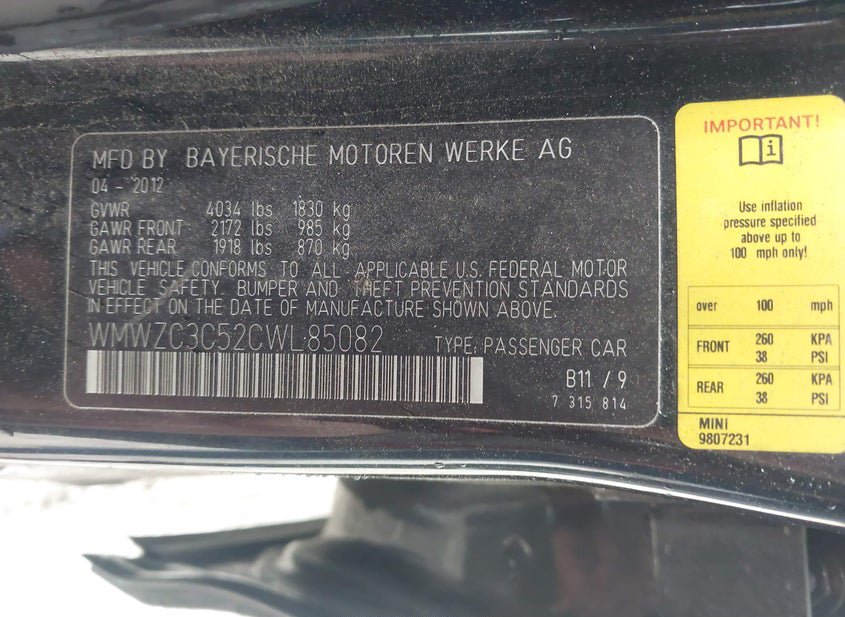 MFD BY BAYERISCHE MOTOREN WERKE AG
04 - 2012
GVWR 4034 lbs 1830 kg
GAWR FRONT 2172 lbs 985 kg
GAWR REAR 1918 lbs 870 kg
THIS VEHICLE CONFORMS TO ALL APPLICABLE U.S. FEDERAL MOTOR
VEHICLE SAFETY, BUMPER AND THEFT PREVENTION STANDARDS
IN EFFECT ON THE DATE OF MANUFACTURE SHOWN ABOVE.
WMWZC3C52CWL85082 TYPE: PASSENGER CAR
B11 / 9
7 315 814
IMPORTANT!
i
Use inflation
pressure specified
above up to
100 mph only!
over 100 mph
FRONT 260 KPA
38 PSI
REAR 260 KPA
38 PSI
MINI
9807231